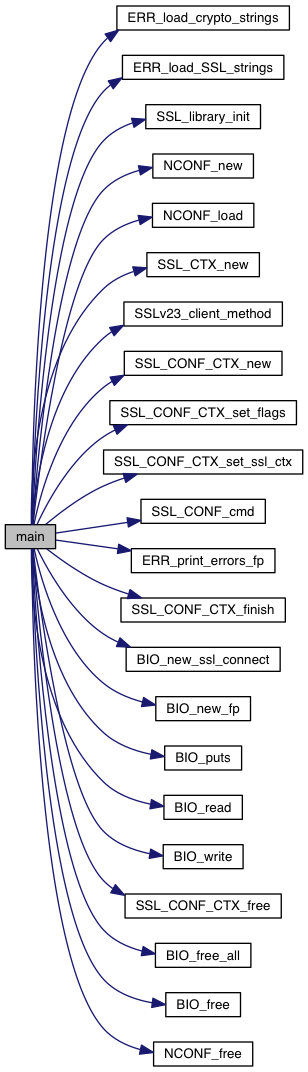 ERR_load_crypto_strings
ERR_load_SSL_strings
SSL_library_init
NCONF_new
NCONF_load
SSL_CTX_new
SSLv23_client_method
SSL_CONF_CTX_new
SSL_CONF_CTX_set_flags
SSL_CONF_CTX_set_ssl_ctx
SSL_CONF_cmd
main
ERR_print_errors_fp
SSL_CONF_CTX_finish
BIO_new_ssl_connect
BIO_new_fp
BIO_puts
BIO_read
BIO_write
SSL_CONF_CTX_free
BIO_free_all
BIO_free
NCONF_free